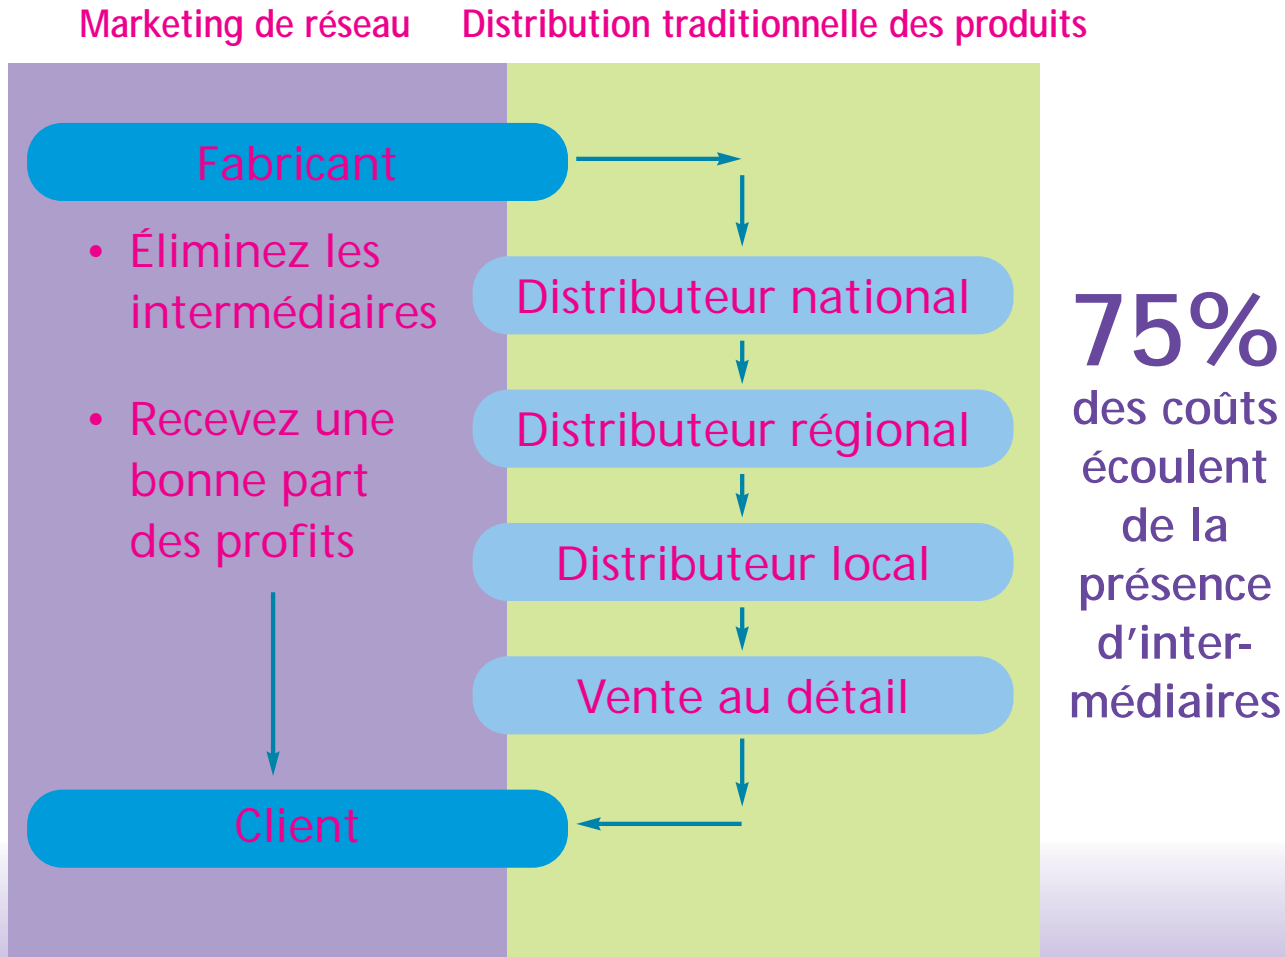 Marketing de réseau
Distribution traditionnelle des produits
Fabricant
• Éliminez les
intermédiaires
• Recevez une
bonne part
des profits
Distributeur national
Distributeur régional
Distributeur local
Vente au détail
Client
75%
des coûts
écoulent
de la
présence
d'inter-
médiaires